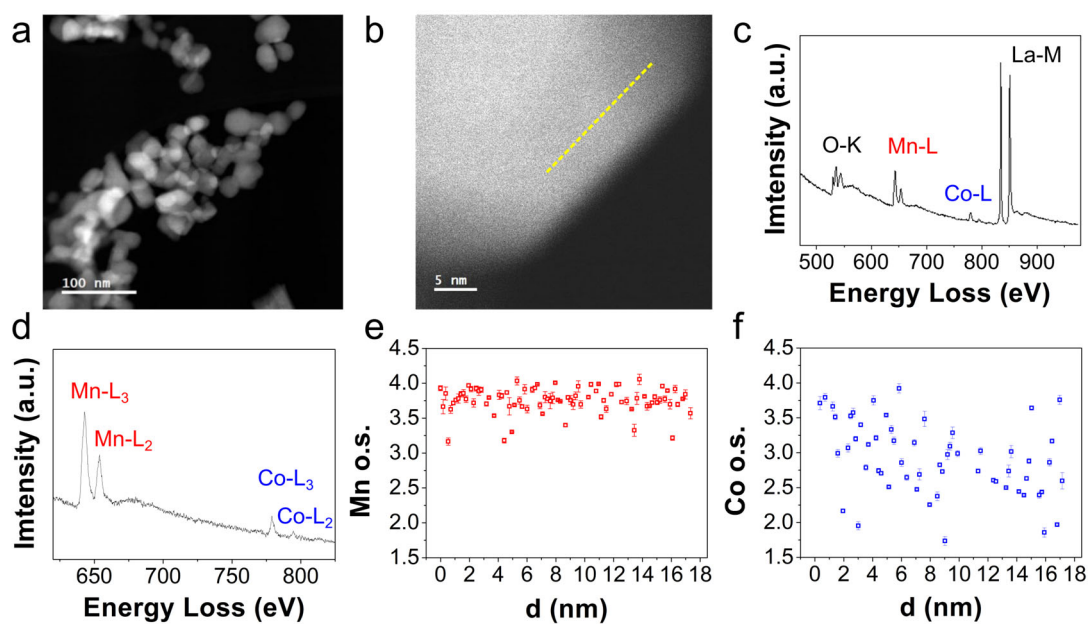 a
100 nm
b
5 nm
c
Imtensity (a.u.)
O-K
Mn-L
Co-L
La-M
500 600 700 800 900
Energy Loss (eV)
d
Imtensity (a.u.)
Mn-L₃
Mn-L₂
Co-L₃
Co-L₂
650 700 750 800
Energy Loss (eV)
e
Mn o.s.
4.5
4.0
3.5
3.0
2.5
2.0
1.5
0 2 4 6 8 10 12 14 16 18
d (nm)
f
Co o.s.
4.5
4.0
3.5
3.0
2.5
2.0
1.5
0 2 4 6 8 10 12 14 16 18
d (nm)